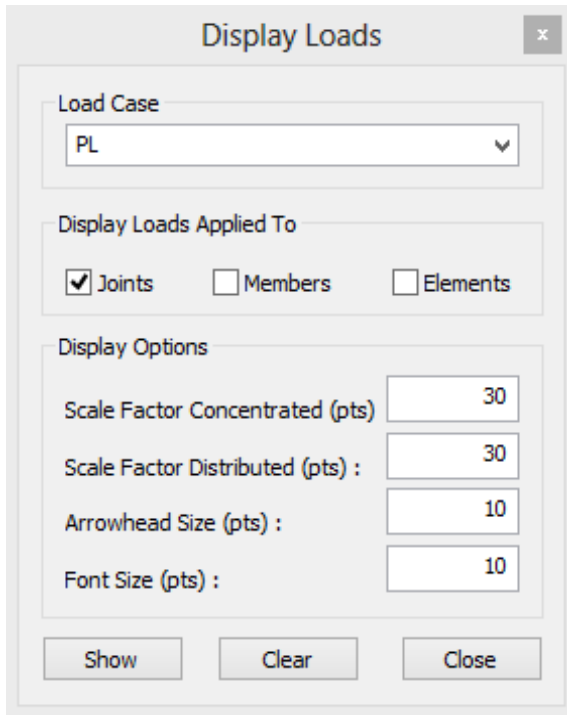 Display Loads
x
Load Case
PL
Display Loads Applied To
Joints Members Elements
Display Options
Scale Factor Concentrated (pts) 30
Scale Factor Distributed (pts) : 30
Arrowhead Size (pts) : 10
Font Size (pts) : 10
Show Clear Close